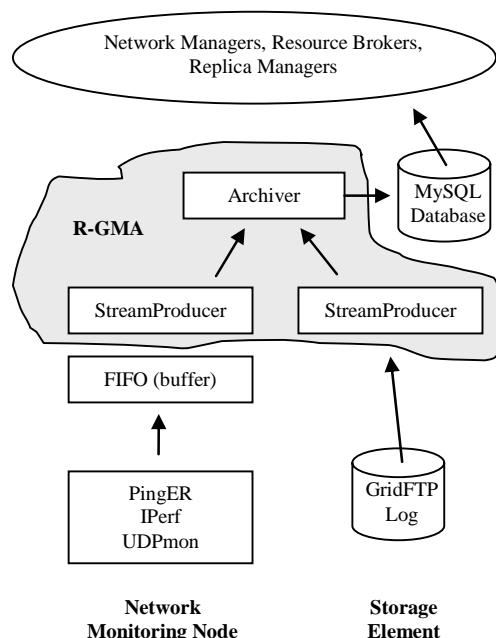 Network Managers, Resource Brokers,
Replica Managers
Archiver
MySQL
Database
R-GMA
StreamProducer
StreamProducer
FIFO (buffer)
PingER
IPerf
UDPmon
GridFTP
Log
Network
Monitoring Node
Storage
Element